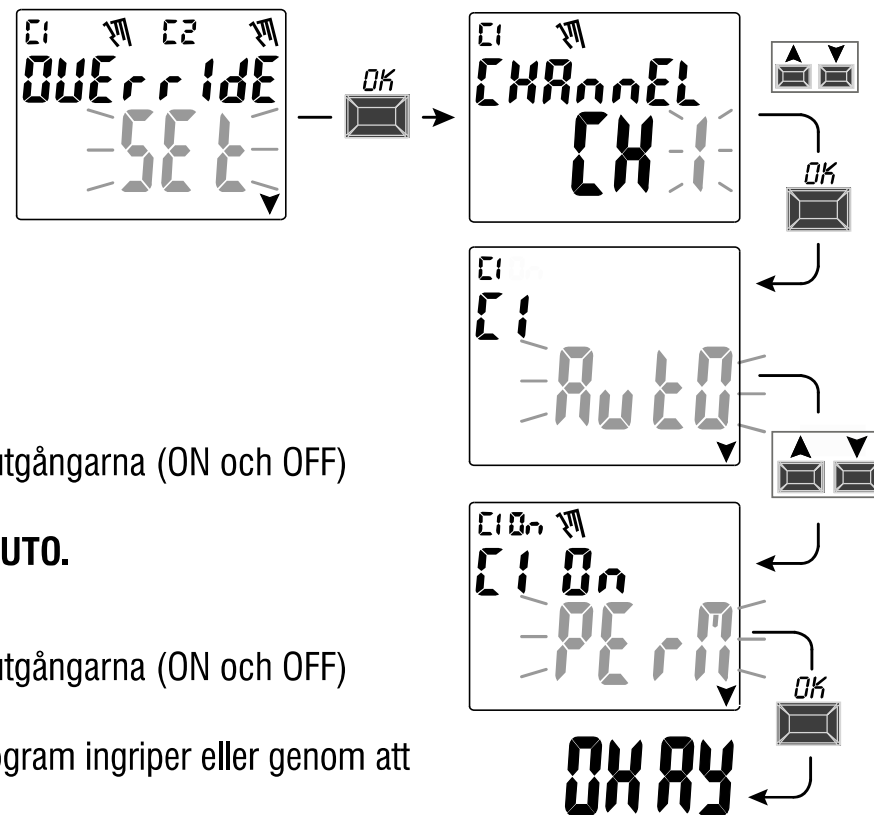 C1 C2
OVErrIdE
SEt
OK
C1
CHAnnEL
CH 1
OK
C1
C1
AutO
utgångarna (ON och OFF)
UTO.
C1 On
C1 On
PErM
utgångarna (ON och OFF)
OK
ogram ingriper eller genom att
OKAY